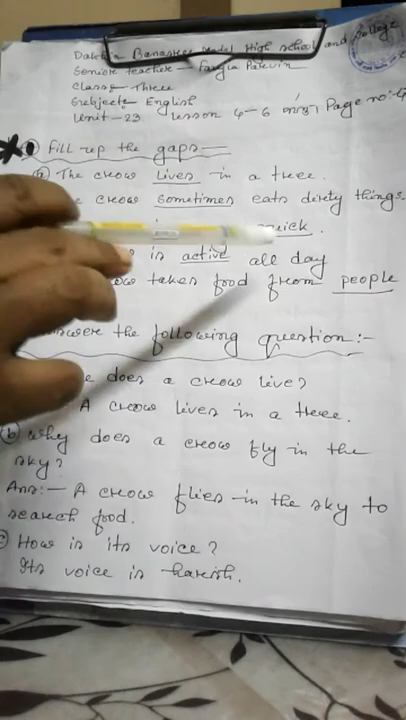 Dakshin Banasree Model High school and college
Seniore teacher — Farzia Parvin
Class: Three
Subject: English
Unit-23 Lesson 4-6 Page no:
Fill up the gaps—
The crow lives in a tree.
crow sometimes eats dirty things.
quick.
is active all day
takes food from people
the following question:-
does a crow live?
A crow lives in a tree.
(b) Why does a crow fly in the
sky?
Ans:— A crow flies in the sky to
search food.
How is its voice?
Its voice is harsh.